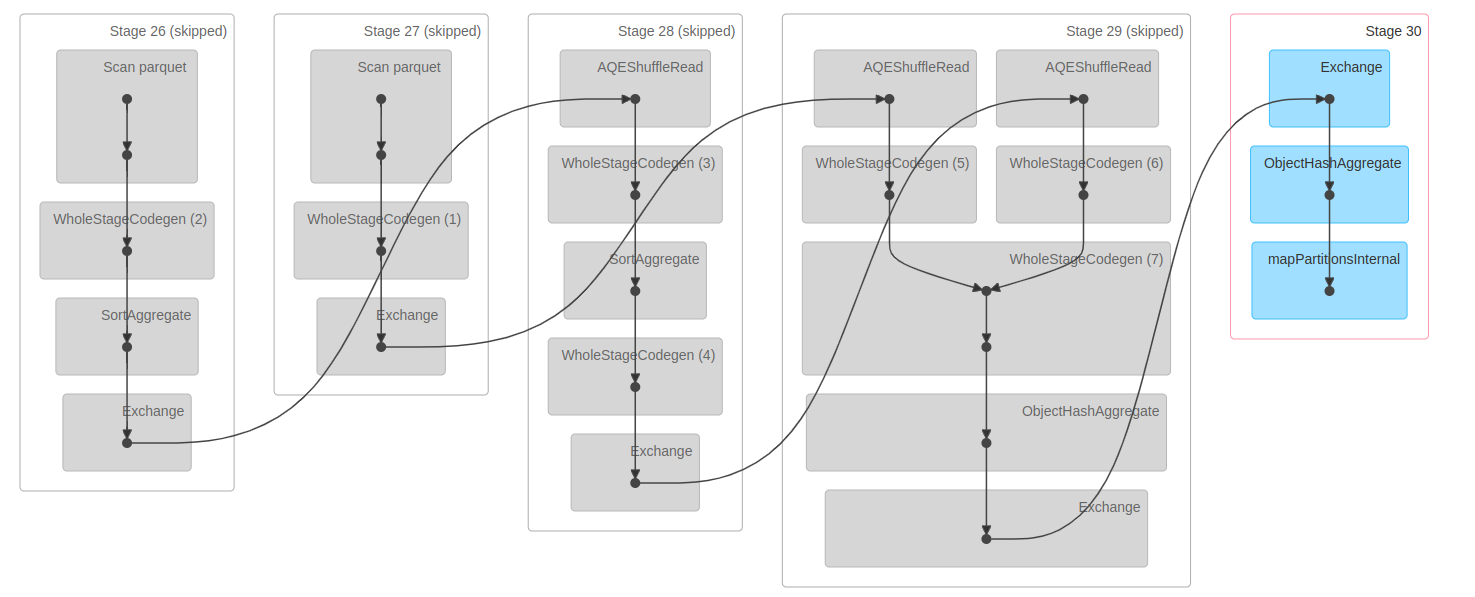 Stage 26 (skipped)
Scan parquet
WholeStageCodegen (2)
SortAggregate
Exchange
Stage 27 (skipped)
Scan parquet
WholeStageCodegen (1)
Exchange
Stage 28 (skipped)
AQEShuffleRead
WholeStageCodegen (3)
SortAggregate
WholeStageCodegen (4)
Exchange
Stage 29 (skipped)
AQEShuffleRead
AQEShuffleRead
WholeStageCodegen (5)
WholeStageCodegen (6)
WholeStageCodegen (7)
ObjectHashAggregate
Exchange
Stage 30
Exchange
ObjectHashAggregate
mapPartitionsInternal